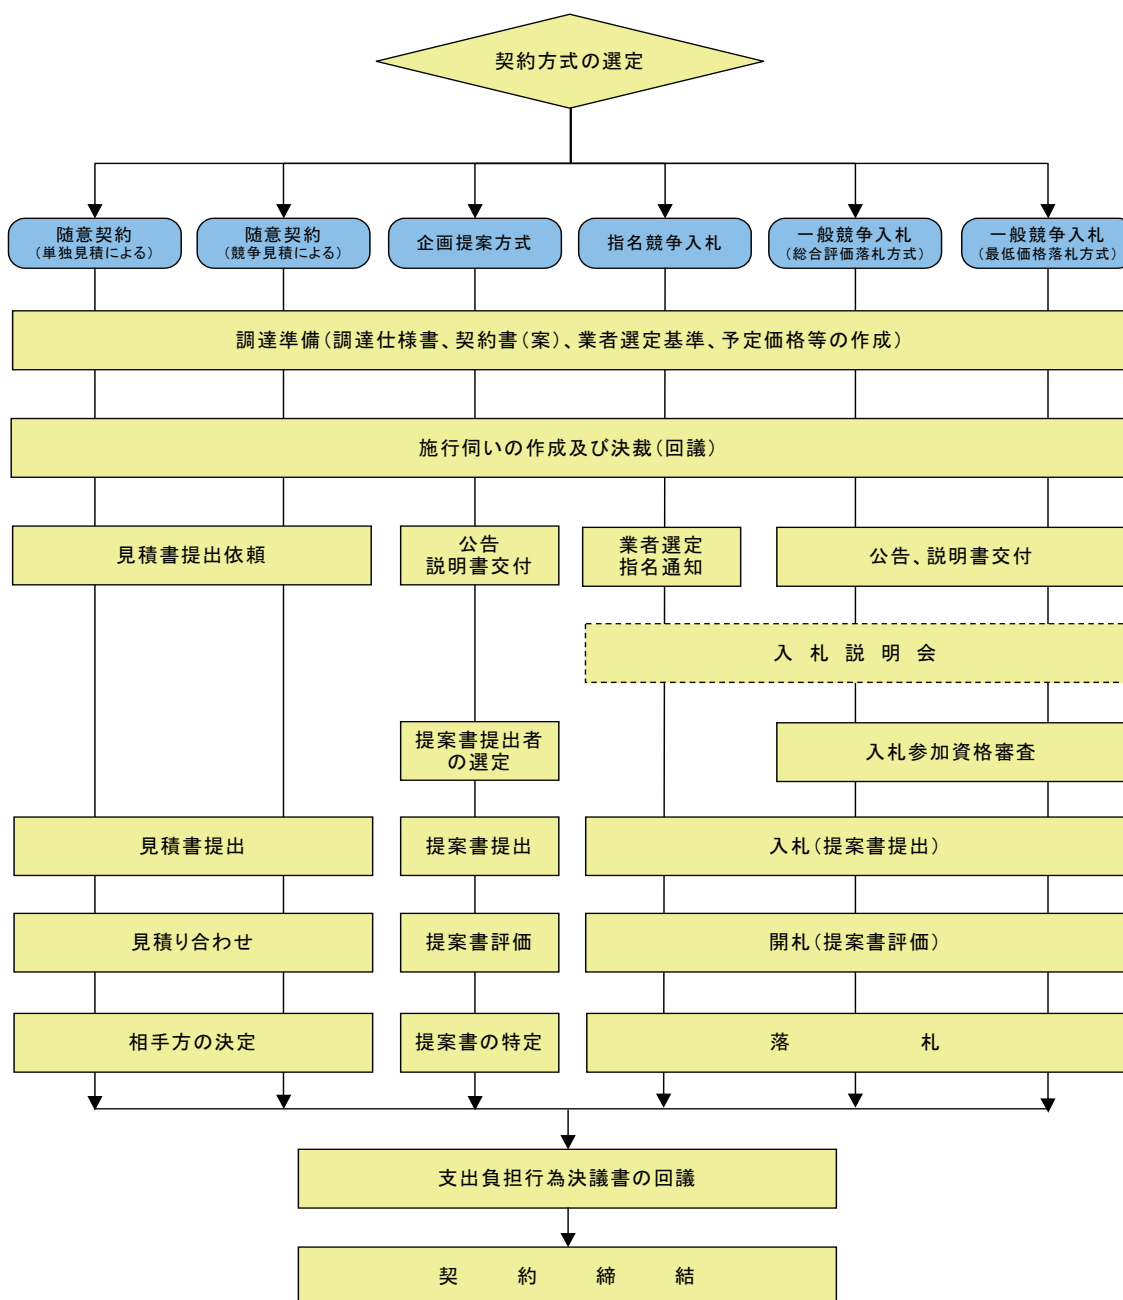 契約方式の選定
随意契約
(単独見積による)
随意契約
(競争見積による)
企画提案方式
指名競争入札
一般競争入札
(総合評価落札方式)
一般競争入札
(最低価格落札方式)
調達準備(調達仕様書、契約書(案)、業者選定基準、予定価格等の作成)
施行伺いの作成及び決裁(回議)
見積書提出依頼
公告
説明書交付
業者選定
指名通知
公告、説明書交付
入札説明会
提案書提出者
の選定
入札参加資格審査
見積書提出
提案書提出
入札(提案書提出)
見積り合わせ
提案書評価
開札(提案書評価)
相手方の決定
提案書の特定
落札
支出負担行為決議書の回議
契約締結